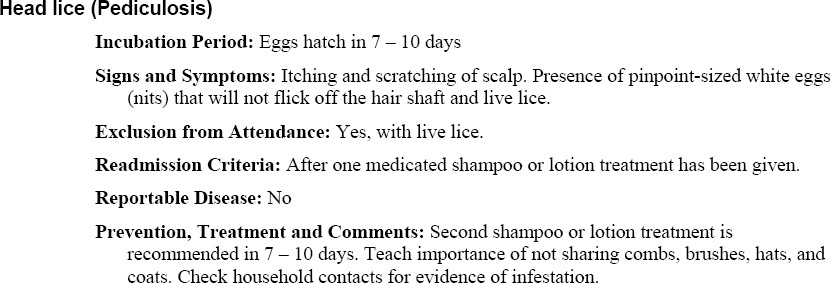 Head lice (Pediculosis)
Incubation Period: Eggs hatch in 7 – 10 days
Signs and Symptoms: Itching and scratching of scalp. Presence of pinpoint-sized white eggs
(nits) that will not flick off the hair shaft and live lice.
Exclusion from Attendance: Yes, with live lice.
Readmission Criteria: After one medicated shampoo or lotion treatment has been given.
Reportable Disease: No
Prevention, Treatment and Comments: Second shampoo or lotion treatment is
recommended in 7 – 10 days. Teach importance of not sharing combs, brushes, hats, and
coats. Check household contacts for evidence of infestation.